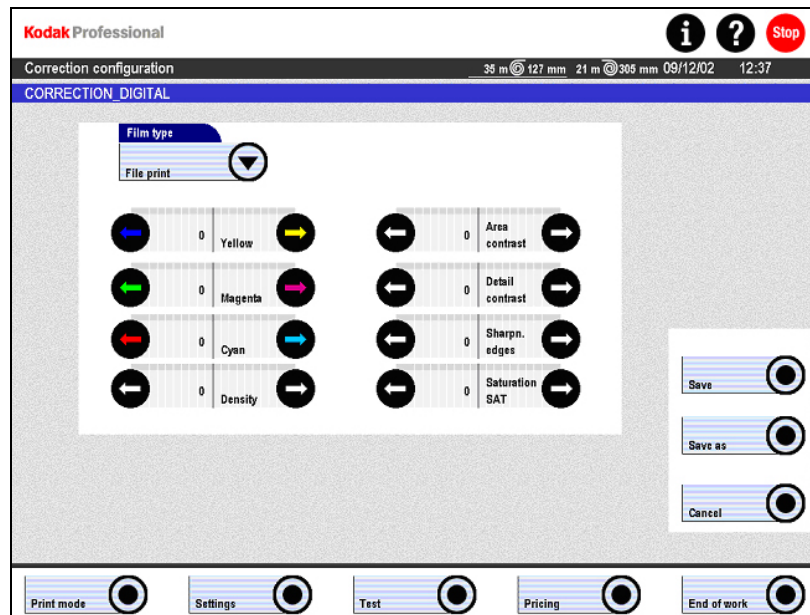 Kodak Professional
i ? Stop
Correction configuration 35 m 127 mm 21 m 305 mm 09/12/02 12:37
CORRECTION_DIGITAL
Film type
File print
0 Yellow
0 Area contrast
0 Magenta
0 Detail contrast
0 Cyan
0 Sharpn. edges
0 Density
0 Saturation SAT
Save
Save as
Cancel
Print mode Settings Test Pricing End of work